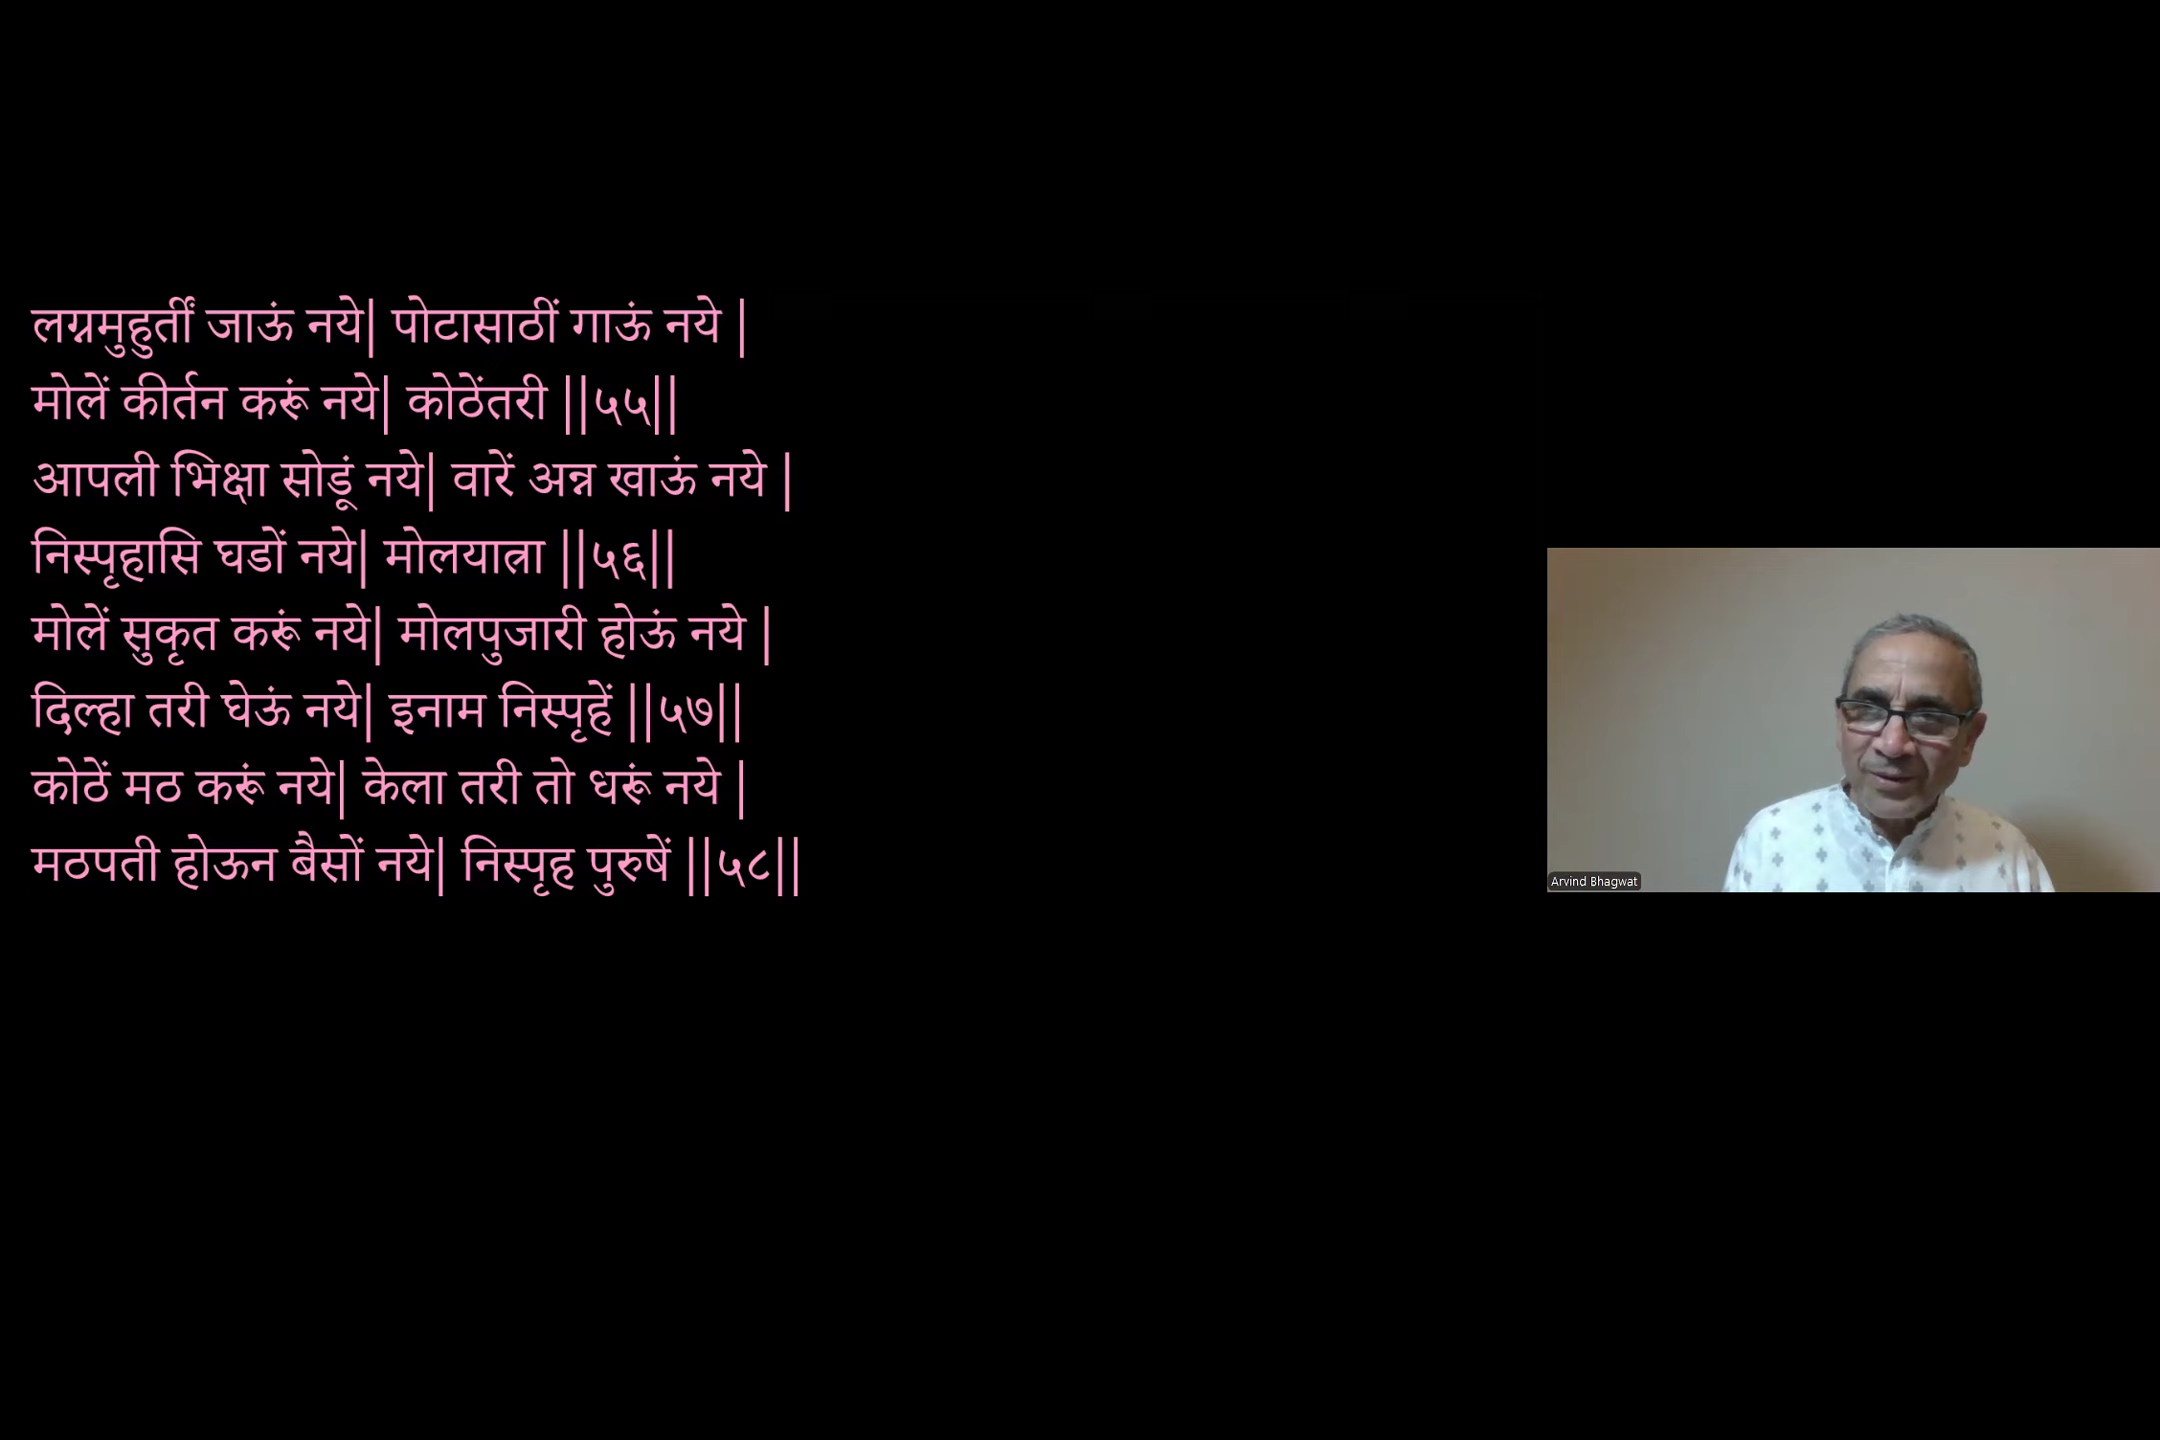 लग्नमुहुर्तीं जाऊं नये| पोटासाठीं गाऊं नये |
मोलें कीर्तन करूं नये| कोठेंतरी ||५५||
आपली भिक्षा सोडूं नये| वारें अन्न खाऊं नये |
निस्पृहासि घडों नये| मोलयात्रा ||५६||
मोलें सुकृत करूं नये| मोलपुजारी होऊं नये |
दिल्हा तरी घेऊं नये| इनाम निस्पृहें ||५७||
कोठें मठ करूं नये| केला तरी तो धरूं नये |
मठपती होऊन बैसों नये| निस्पृह पुरुषें ||५८||
Arvind Bhagwat